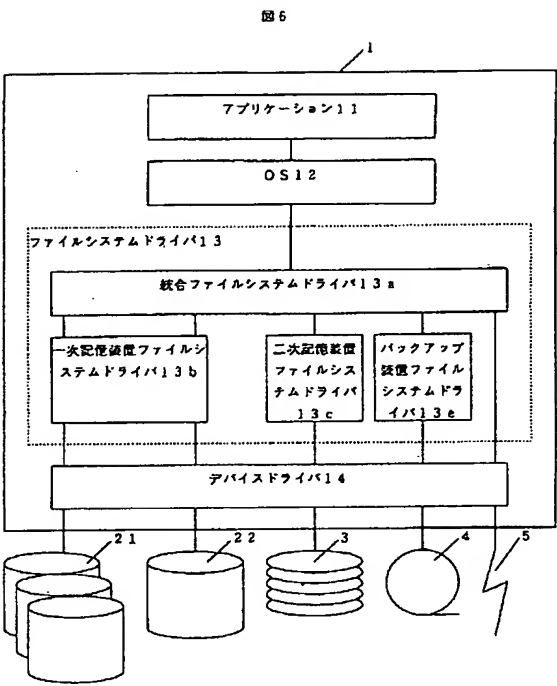 図6
1
アプリケーション11
OS12
ファイルシステムドライバ13
統合ファイルシステムドライバ13a
一次記憶装置ファイルシ
ステムドライバ13b
二次記憶装置
ファイルシス
テムドライバ
13c
バックアップ
装置ファイル
システムドラ
イバ13e
デバイスドライバ14
21
22
3
4
5